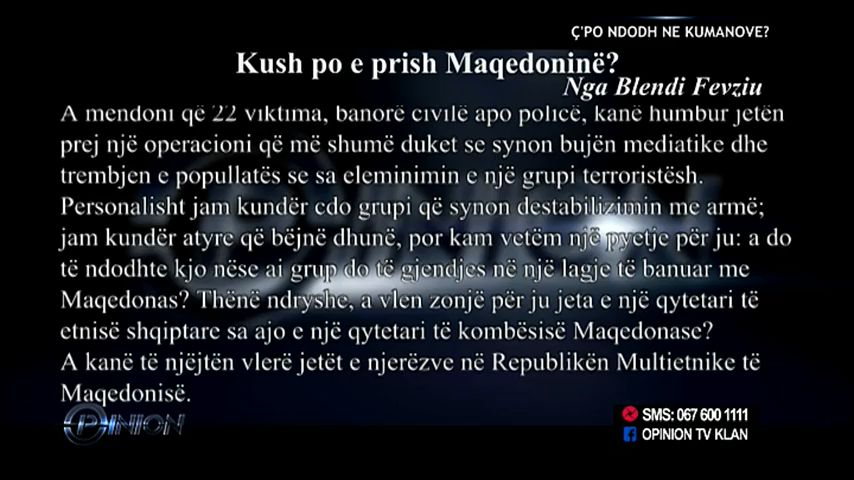 Ç'PO NDODH NE KUMANOVE?
Kush po e prish Maqedoninë?
Nga Blendi Fevziu
A mendoni që 22 viktima, banorë civilë apo policë, kanë humbur jetën
prej një operacioni që më shumë duket se synon bujën mediatike dhe
trembjen e popullatës se sa eleminimin e një grupi terroristësh.
Personalisht jam kundër cdo grupi që synon destabilizimin me armë;
jam kundër atyre që bëjnë dhunë, por kam vetëm një pyetje për ju: a do
të ndodhte kjo nëse ai grup do të gjendjes në një lagje të banuar me
Maqedonas? Thënë ndryshe, a vlen zonjë për ju jeta e një qytetari të
etnisë shqiptare sa ajo e një qytetari të kombësisë Maqedonase?
A kanë të njëjtën vlerë jetët e njerëzve në Republikën Multietnike të
Maqedonisë.
OPINION
SMS: 067 600 1111
OPINION TV KLAN